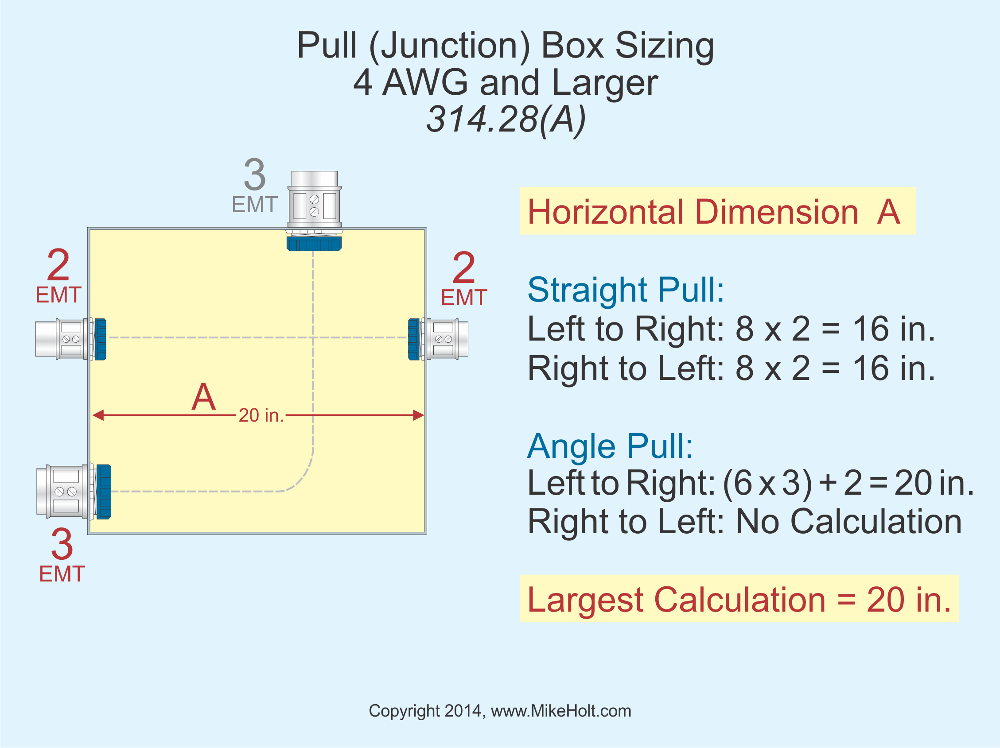 Pull (Junction) Box Sizing
4 AWG and Larger
314.28(A)
3
EMT
2
EMT
2
EMT
A
20 in.
3
EMT
Horizontal Dimension A
Straight Pull:
Left to Right: 8 x 2 = 16 in.
Right to Left: 8 x 2 = 16 in.
Angle Pull:
Left to Right: (6 x 3) + 2 = 20 in.
Right to Left: No Calculation
Largest Calculation = 20 in.
Copyright 2014, www.MikeHolt.com